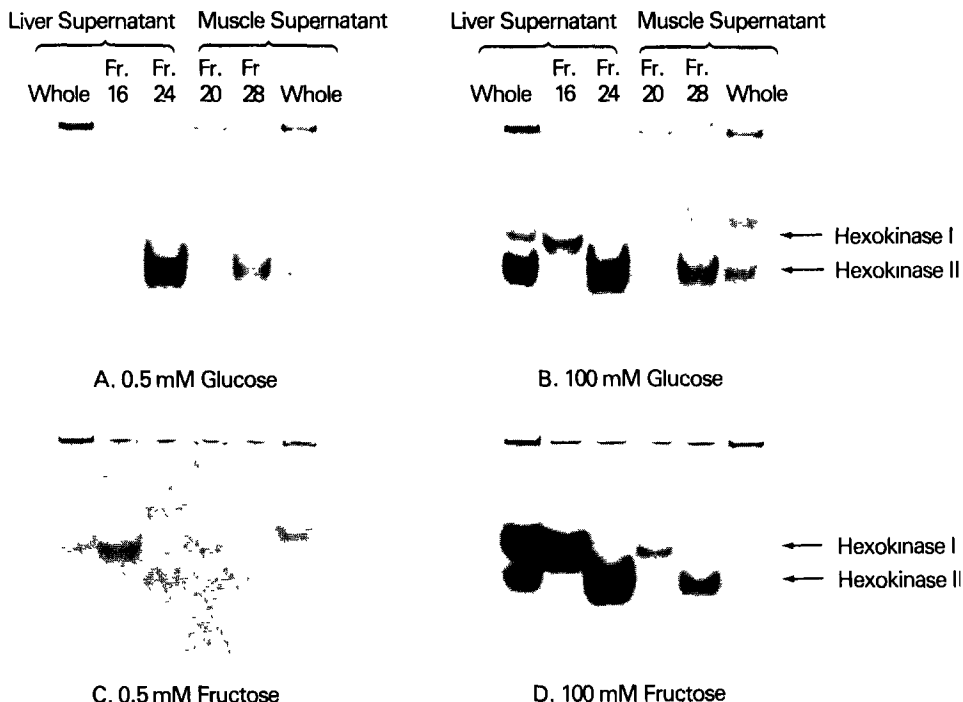 Liver Supernatant Muscle Supernatant Liver Supernatant Muscle Supernatant
Fr. Fr. Fr. Fr Fr. Fr. Fr. Fr.
Whole 16 24 20 28 Whole Whole 16 24 20 28 Whole
Hexokinase I
Hexokinase II
A. 0.5 mM Glucose B. 100 mM Glucose
Hexokinase I
Hexokinase II
C. 0.5 mM Fructose D. 100 mM Fructose